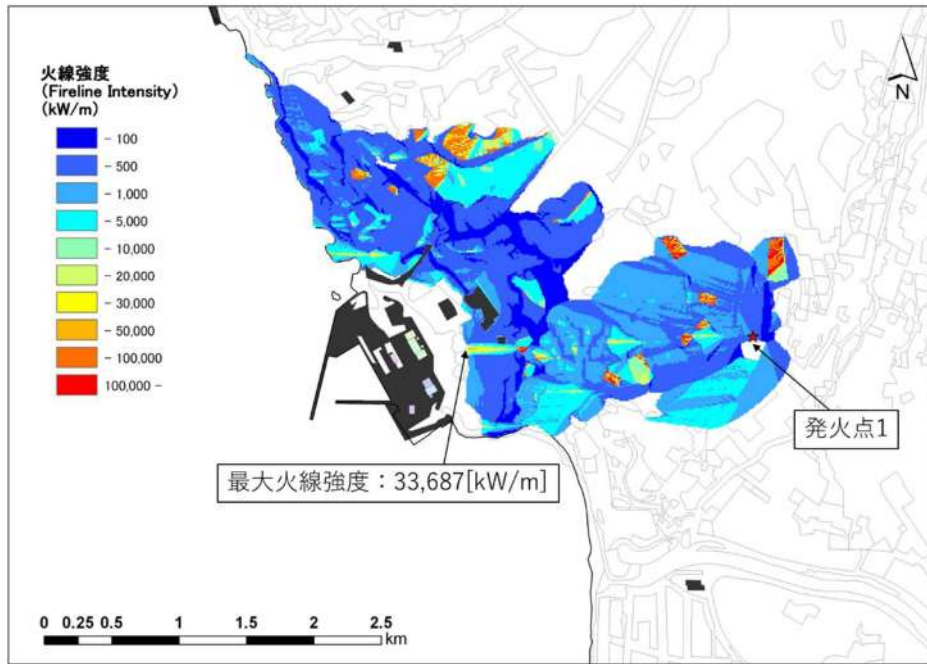 火線強度
(Fireline Intensity)
(kW/m)
- 100
- 500
- 1,000
- 5,000
- 10,000
- 20,000
- 30,000
- 50,000
- 100,000
100,000 -
N
発火点1
最大火線強度：33,687[kW/m]
0 0.25 0.5 1 1.5 2 2.5
km